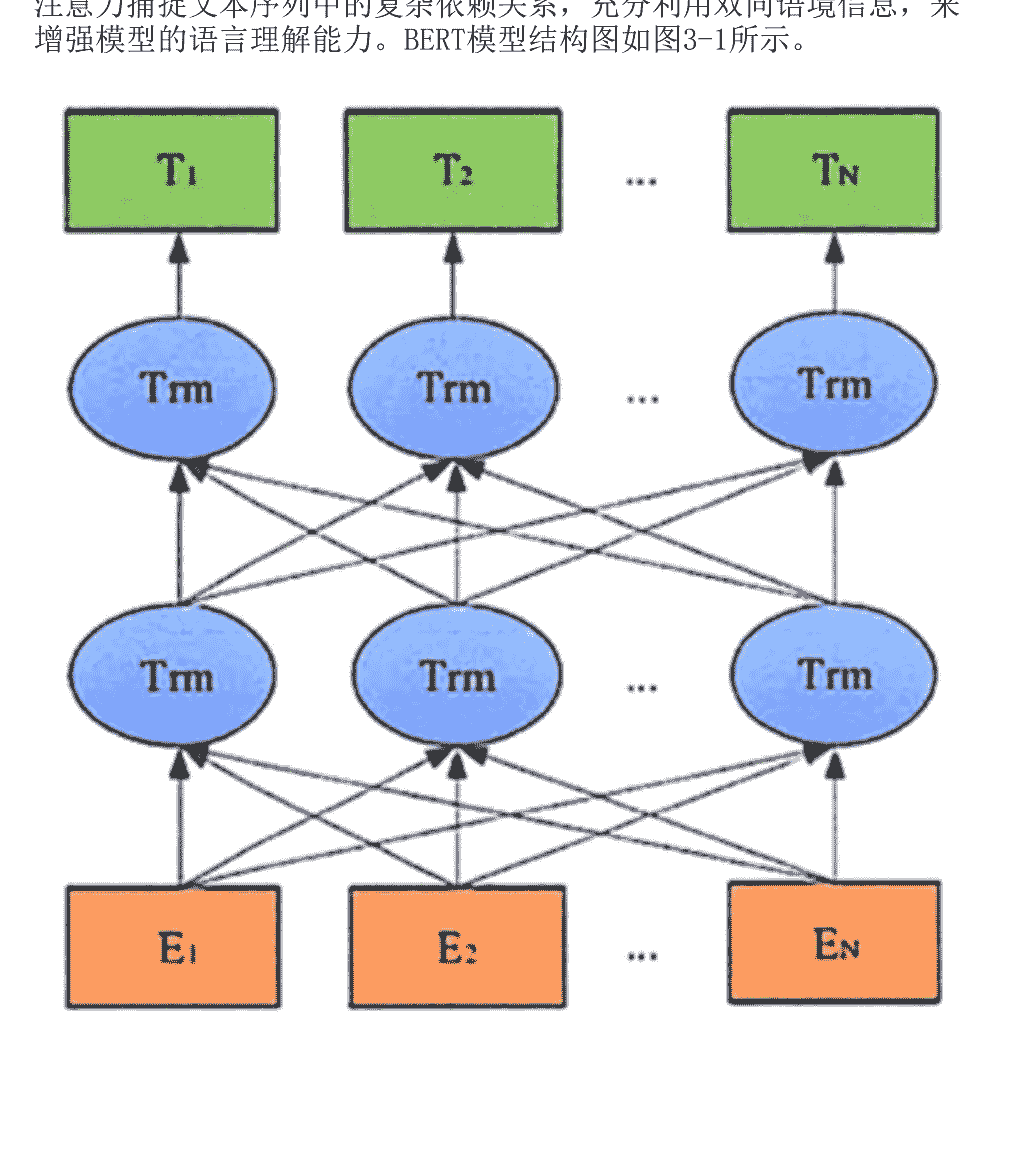 注意力捕捉文本序列中的复杂依赖关系，充分利用双向语境信息，来
增强模型的语言理解能力。BERT模型结构图如图3-1所示。
T1 T2 ... TN
Trm Trm ... Trm
Trm Trm ... Trm
E1 E2 ... EN